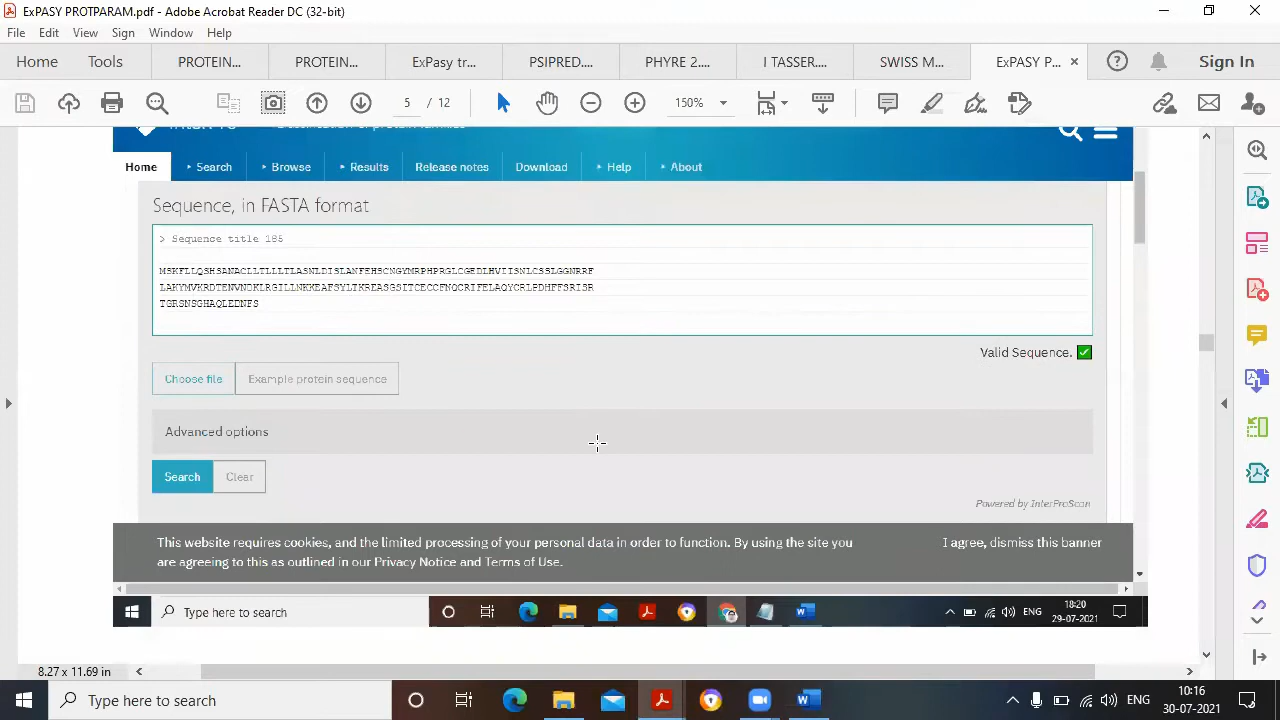 ExPASY PROTPARAM.pdf - Adobe Acrobat Reader DC (32-bit)
File Edit View Sign Window Help
Home Tools PROTEIN... PROTEIN... ExPasy tr... PSIPRED.... PHYRE 2.... I TASSER.... SWISS M... ExPASY P... Sign In
5 / 12 150%
Home Search Browse Results Release notes Download Help About
Sequence, in FASTA format
> Sequence title 185
TGRSNSGHAQLEDNFS
Valid Sequence.
Choose file Example protein sequence
Advanced options
Search Clear
Powered by InterProScan
This website requires cookies, and the limited processing of your personal data in order to function. By using the site you
are agreeing to this as outlined in our Privacy Notice and Terms of Use.
I agree, dismiss this banner
Type here to search ENG 18:20
29-07-2021
8.27 x 11.69 in
Type here to search ENG 10:16
30-07-2021